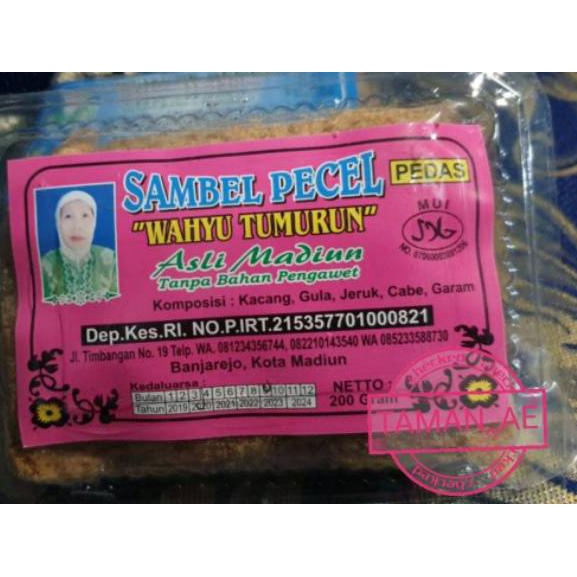 SAMBEL PECEL
PEDAS
"WAHYU TUMURUN"
MUI
Asli Madiun
Tanpa Bahan Pengawet
Komposisi : Kacang, Gula, Jeruk, Cabe, Garam
Dep.Kes.RI. NO.P.IRT.215357701000821
Jl. Timbangan No. 19 Telp. WA. 081234356744, 082210143540 WA 085233588730
Banjarejo, Kota Madiun
Kedaluarsa :
NETTO :
Bulan 1 2 3 4 5 6 7 8 10 11 12
200 Gram
Tahun 2019 2021 2022 2023 2024
TAMAN_AE
checked